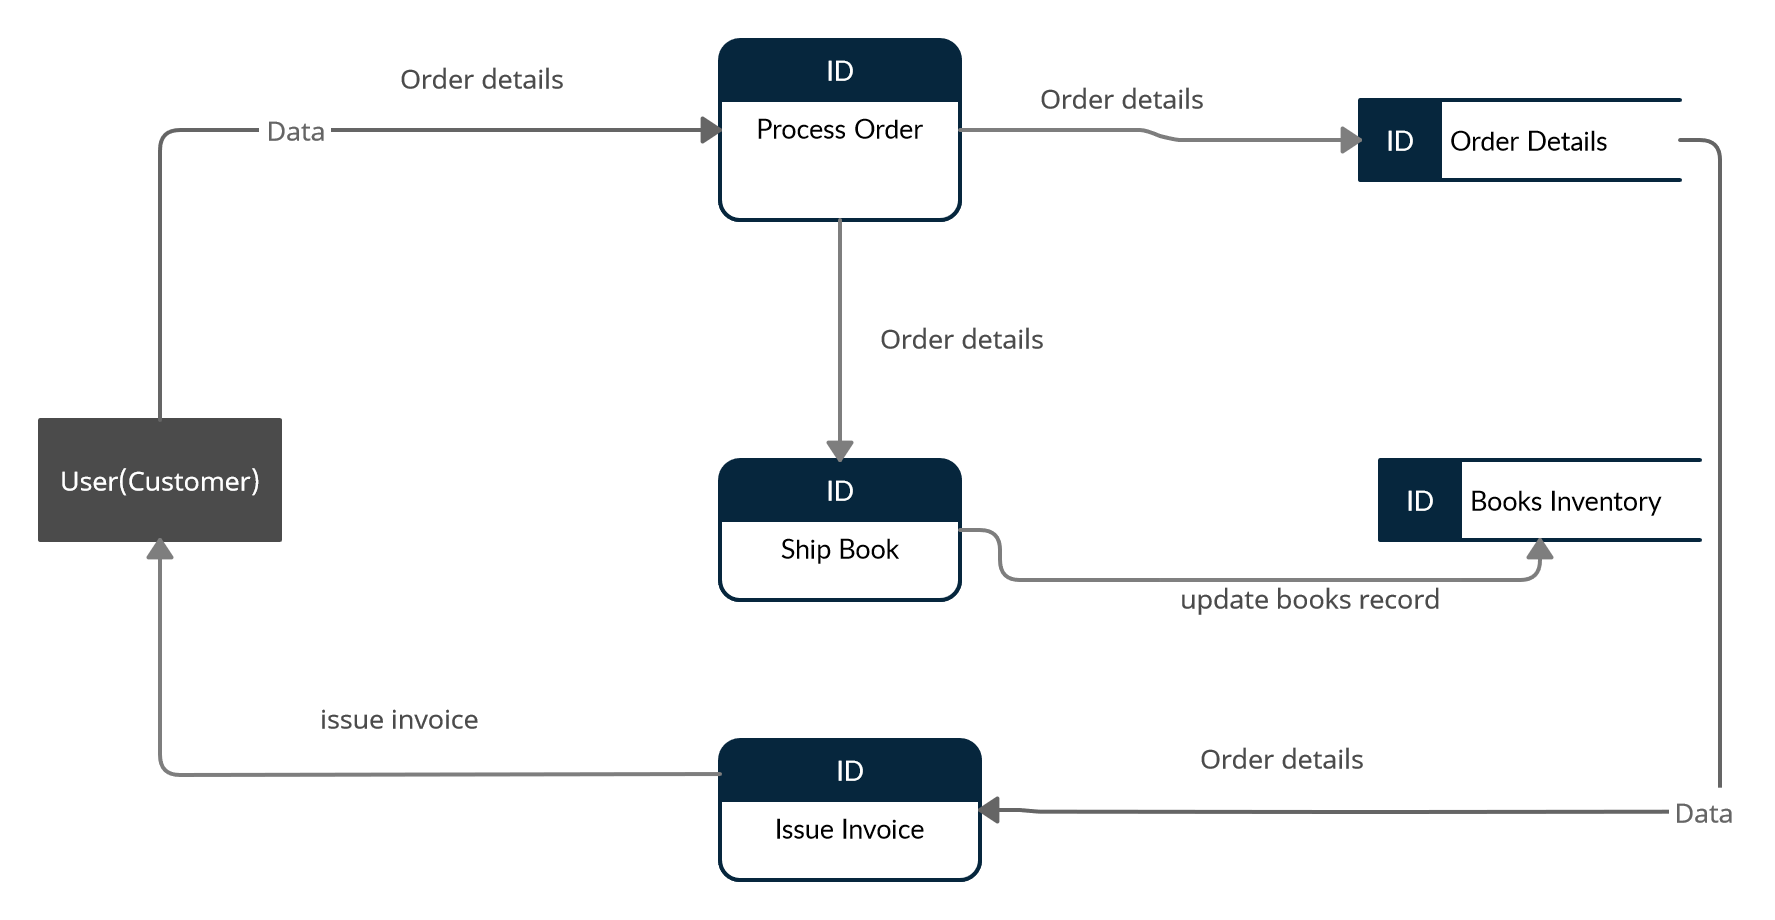 Order details
Data
ID
Process Order
Order details
ID
Order Details
Order details
User(Customer)
ID
Ship Book
ID
Books Inventory
update books record
issue invoice
ID
Issue Invoice
Order details
Data